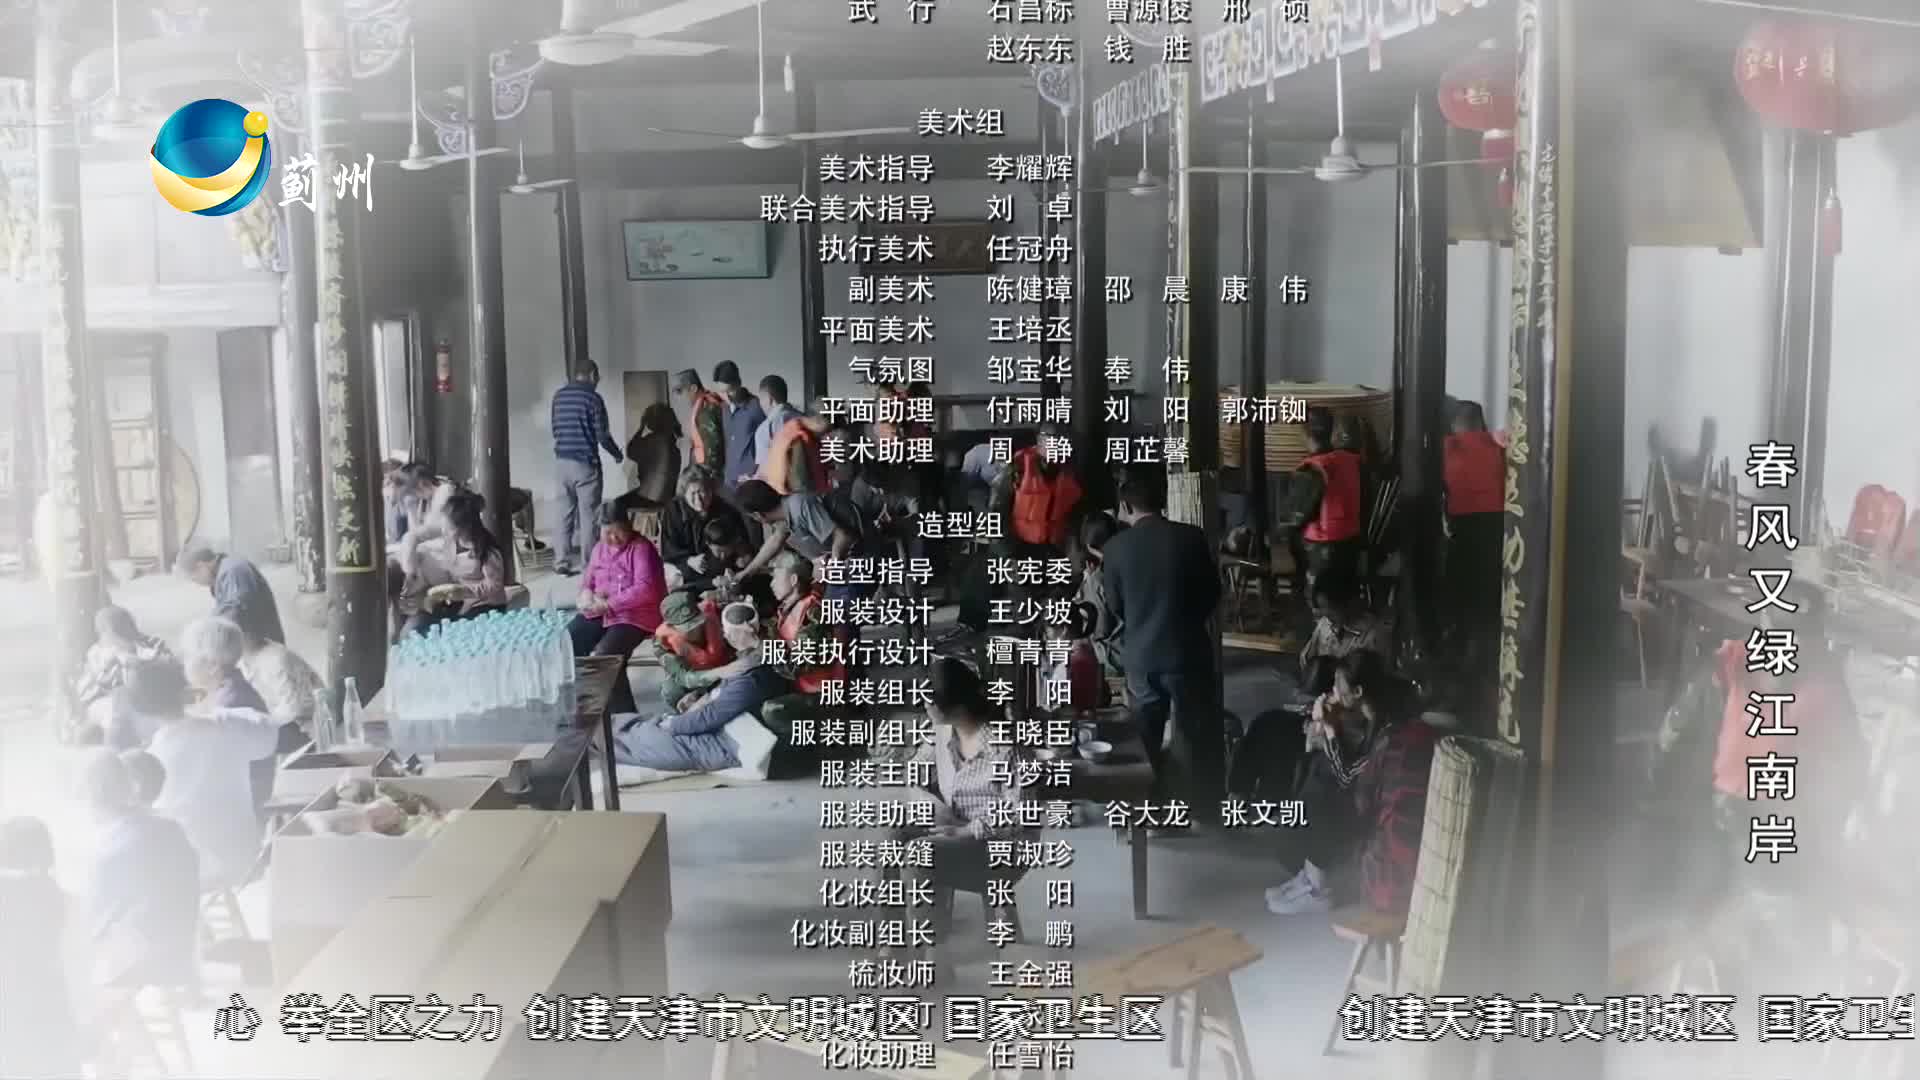 武　行　石昌标　曹源俊　邢　硕
赵东东　钱　胜
美术组
美术指导　李耀辉
联合美术指导　刘　卓
执行美术　任冠舟
副美术　陈健璋　邵　晨　康　伟
平面美术　王培丞
气氛图　邹宝华　奉　伟
平面助理　付雨晴　刘　阳　郭沛铷
美术助理　周　静　周芷馨
造型组
造型指导　张宪委
服装设计　王少坡
服装执行设计　檀青青
服装组长　李　阳
服装副组长　王晓臣
服装主盯　马梦洁
服装助理　张世豪　谷大龙　张文凯
服装裁缝　贾淑珍
化妆组长　张　阳
化妆副组长　李　鹏
梳妆师　王金强
化妆助理　任雪怡
蓟州
春风又绿江南岸
心 举全区之力 创建天津市文明城区 国家卫生区　创建天津市文明城区 国家卫生